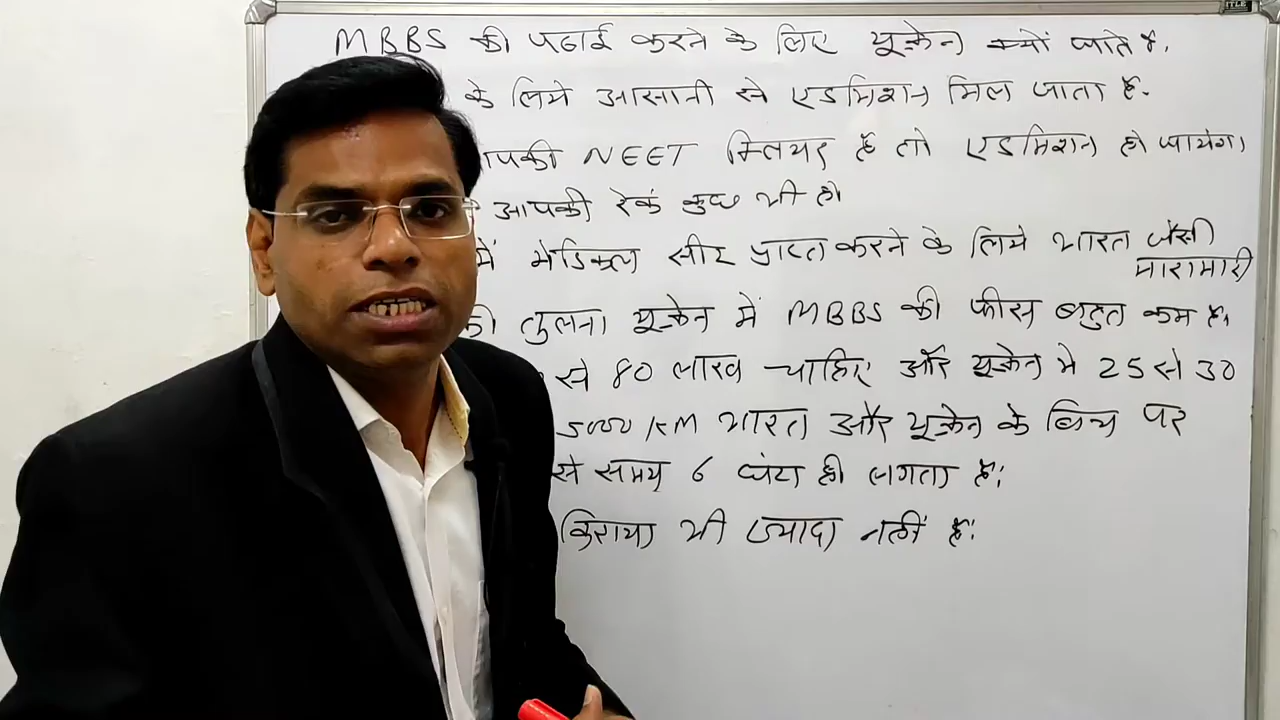 MBBS की पढाई करने के लिए यूक्रेन क्यों जाते है.
के लिये आसानी से एडमिशन मिल जाता है.
आपकी NEET क्लियर है तो एडमिशन हो जायेगा।
आपकी रेंक कुछ भी हो
में मेडिकल सीट प्राप्त करने के लिये भारत जैसी
मारामारी
की तुलना यूक्रेन में MBBS की फीस बहुत कम है.
से 80 लाख चाहिए और यूक्रेन मे 25 से 30
5000 KM भारत और यूक्रेन के बिच पर
से समय 6 घंटा ही लगता है:
किराया भी ज्यादा नहीं है: